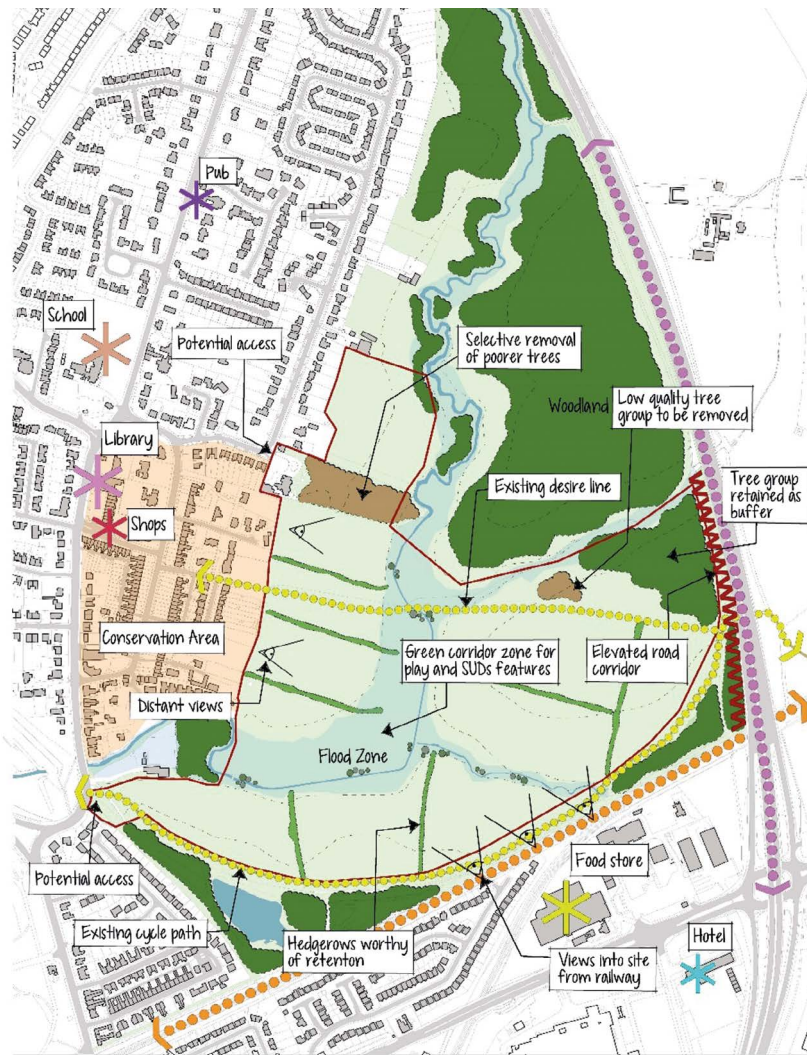 Pub
School
Potential access
Selective removal
of poorer trees
Woodland
Low quality tree
group to be removed
Library
Existing desire line
Tree group
retained as
buffer
Shops
Conservation Area
Green corridor zone for
play and SUDs features
Elevated road
corridor
Distant views
Flood Zone
Potential access
Food store
Existing cycle path
Hedgerows worthy
of retenton
Views into site
from railway
Hotel